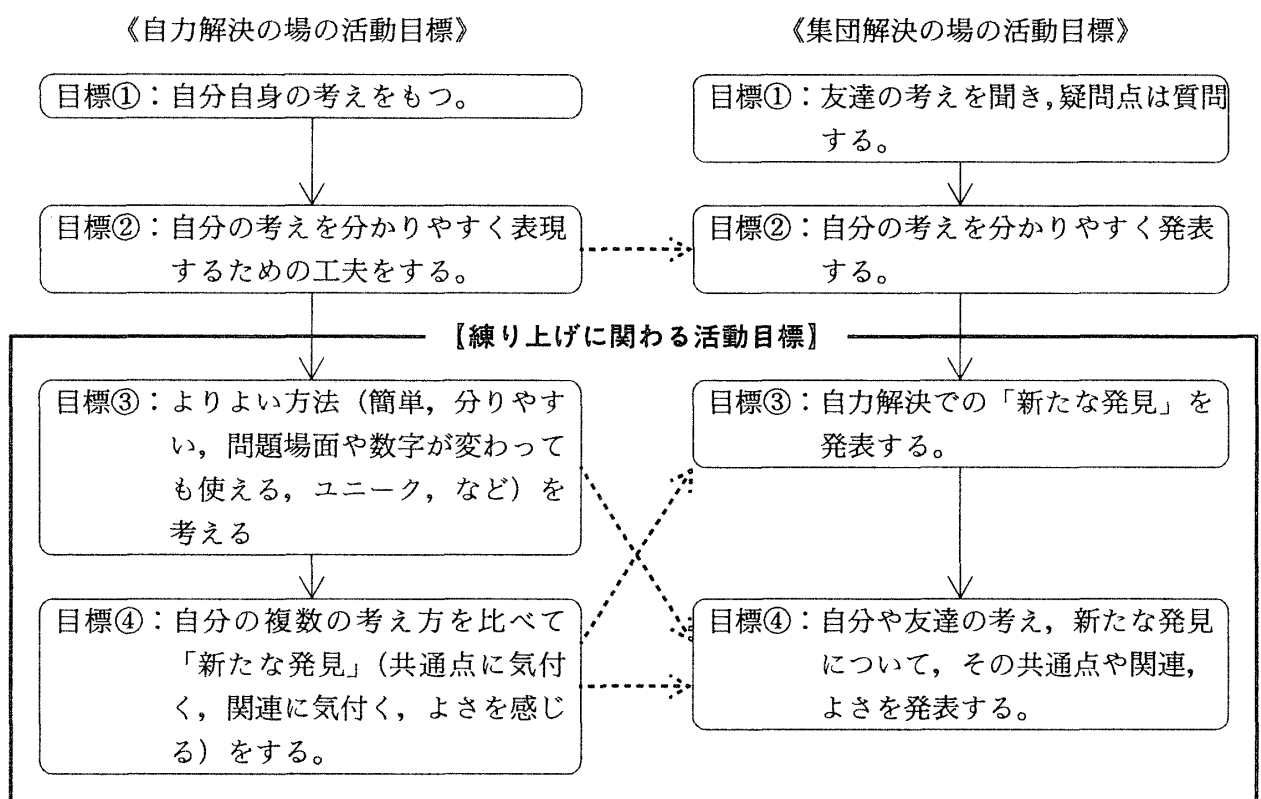 《自力解決の場の活動目標》
目標①：自分自身の考えをもつ。
目標②：自分の考えを分かりやすく表現
するための工夫をする。
《集団解決の場の活動目標》
目標①：友達の考えを聞き,疑問点は質問
する。
目標②：自分の考えを分かりやすく発表
する。
【練り上げに関わる活動目標】
目標③：よりよい方法（簡単，分りやす
い，問題場面や数字が変わって
も使える，ユニーク，など）を
考える
目標④：自分の複数の考え方を比べて
「新たな発見」（共通点に気付
く，関連に気付く，よさを感じ
る）をする。
目標③：自力解決での「新たな発見」を
発表する。
目標④：自分や友達の考え，新たな発見
について，その共通点や関連，
よさを発表する。